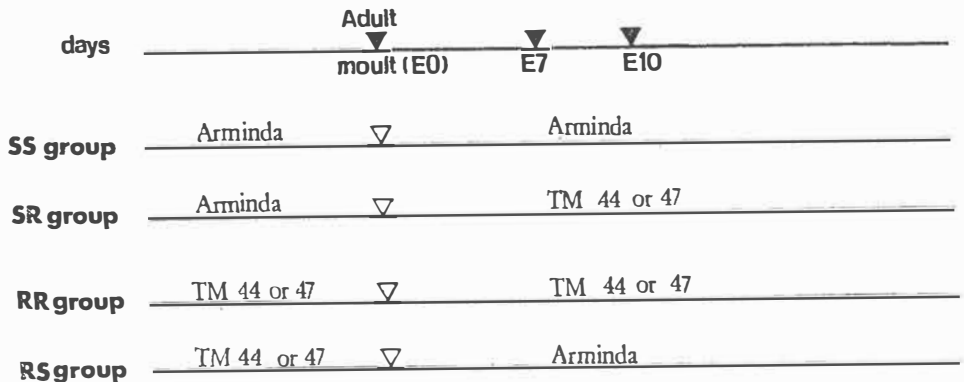 Adult
days
moult (E0) E7 E10
SS group Arminda Arminda
SR group Arminda TM 44 or 47
RR group TM 44 or 47 TM 44 or 47
RS group TM 44 or 47 Arminda